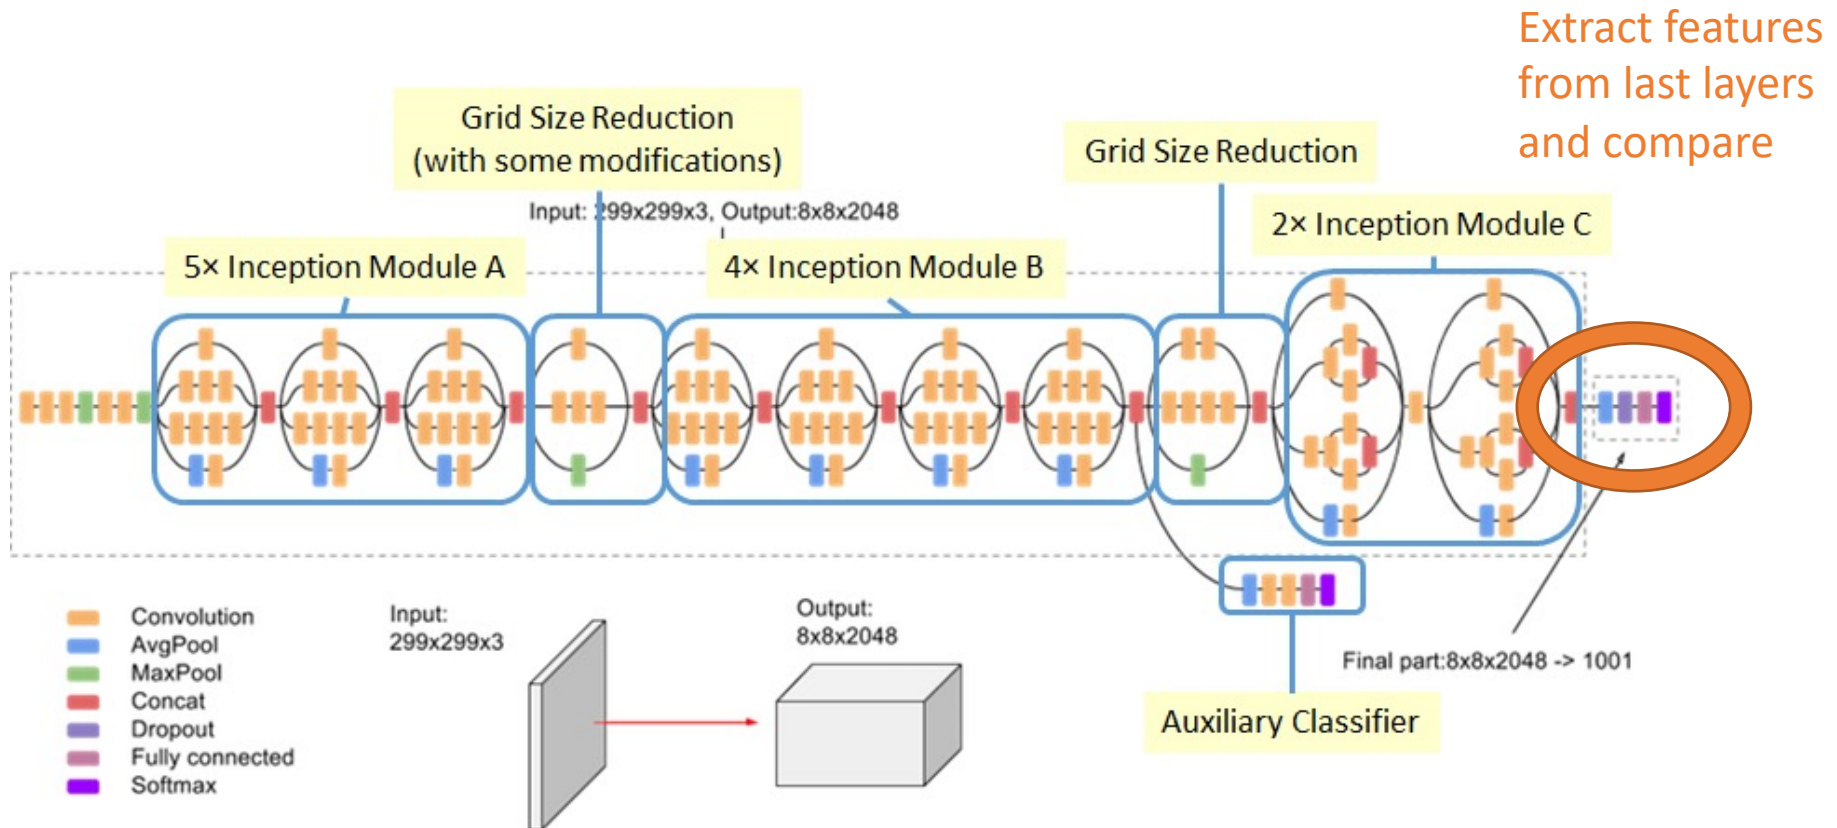 Extract features
from last layers
and compare
Grid Size Reduction
(with some modifications)
Grid Size Reduction
Input: 299x299x3, Output:8x8x2048
2× Inception Module C
5× Inception Module A
4× Inception Module B
Convolution
AvgPool
MaxPool
Concat
Dropout
Fully connected
Softmax
Input:
299x299x3
Output:
8x8x2048
Final part:8x8x2048 -> 1001
Auxiliary Classifier